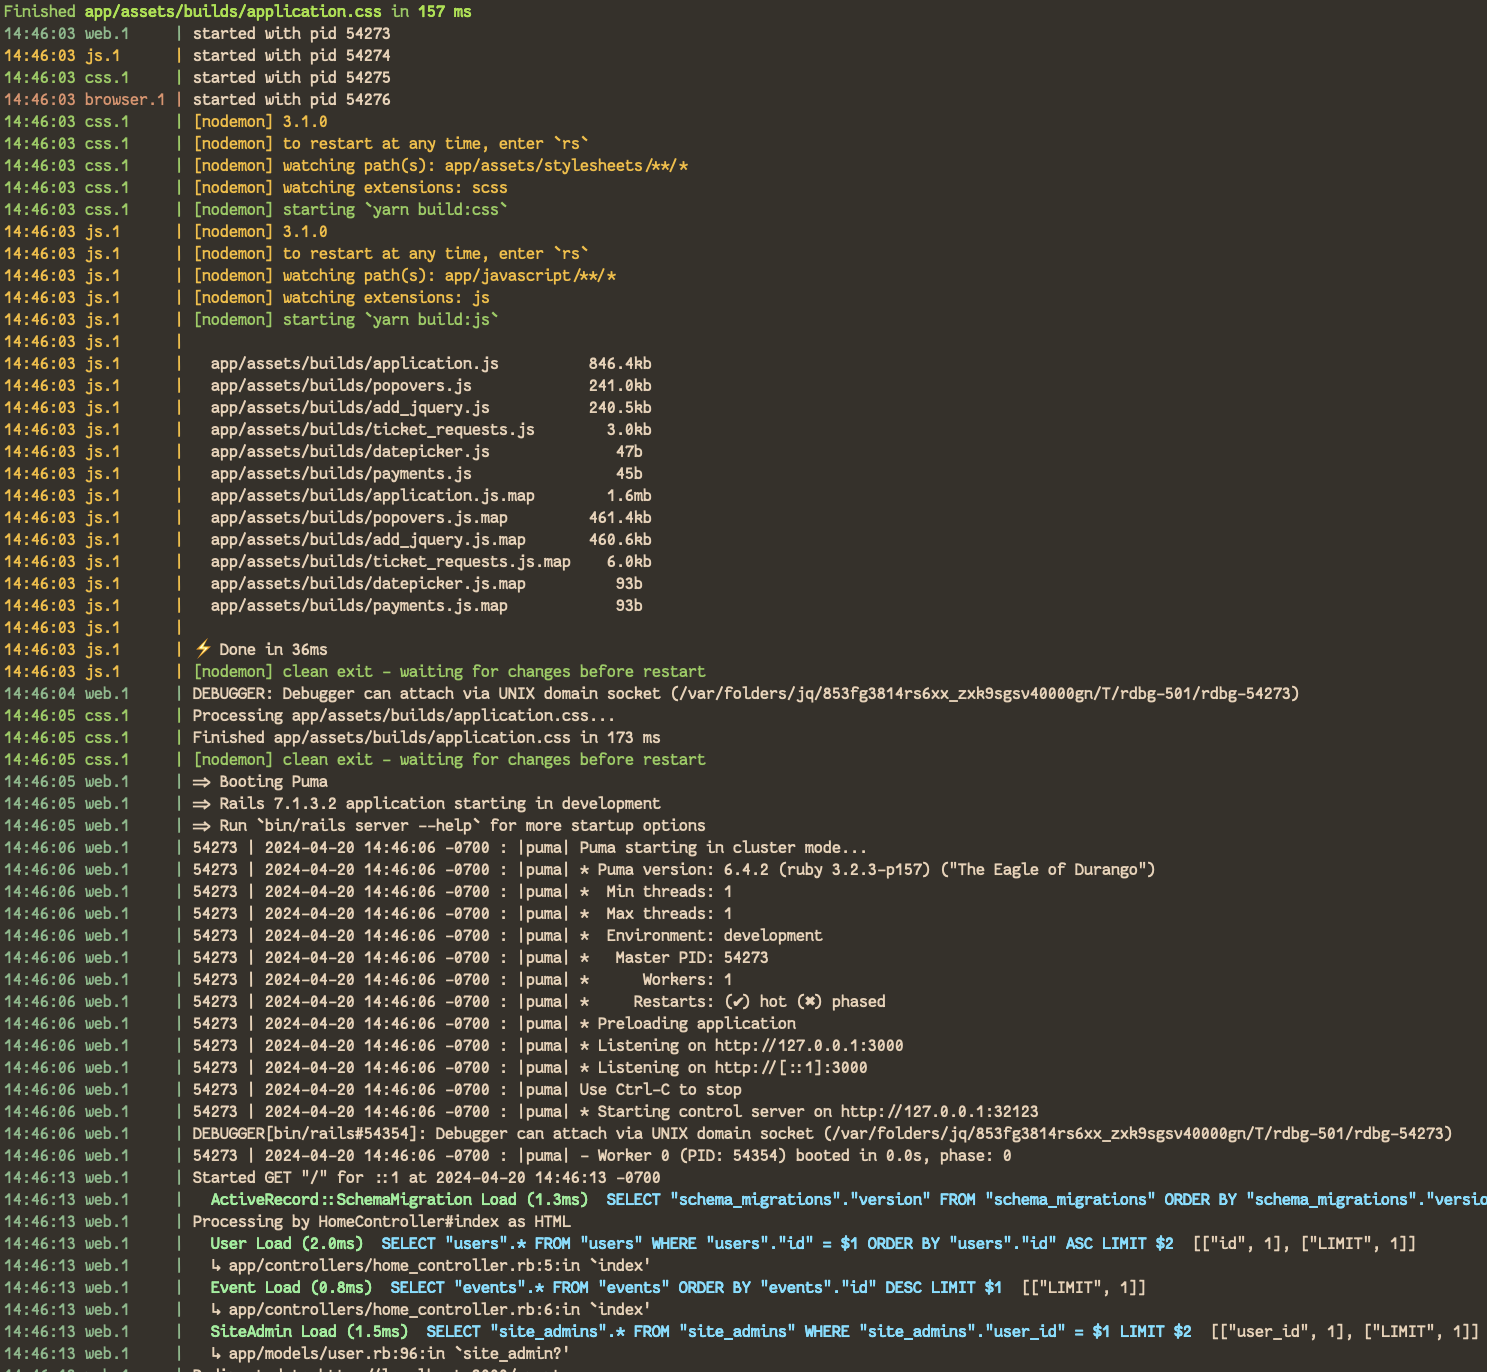 Finished app/assets/builds/application.css in 157 ms
14:46:03 web.1     | started with pid 54273
14:46:03 js.1      | started with pid 54274
14:46:03 css.1     | started with pid 54275
14:46:03 browser.1 | started with pid 54276
14:46:03 css.1     | [nodemon] 3.1.0
14:46:03 css.1     | [nodemon] to restart at any time, enter `rs`
14:46:03 css.1     | [nodemon] watching path(s): app/assets/stylesheets/**/*
14:46:03 css.1     | [nodemon] watching extensions: scss
14:46:03 css.1     | [nodemon] starting `yarn build:css`
14:46:03 js.1      | [nodemon] 3.1.0
14:46:03 js.1      | [nodemon] to restart at any time, enter `rs`
14:46:03 js.1      | [nodemon] watching path(s): app/javascript/**/*
14:46:03 js.1      | [nodemon] watching extensions: js
14:46:03 js.1      | [nodemon] starting `yarn build:js`
14:46:03 js.1      |
14:46:03 js.1      |   app/assets/builds/application.js          846.4kb
14:46:03 js.1      |   app/assets/builds/popovers.js             241.0kb
14:46:03 js.1      |   app/assets/builds/add_jquery.js           240.5kb
14:46:03 js.1      |   app/assets/builds/ticket_requests.js        3.0kb
14:46:03 js.1      |   app/assets/builds/datepicker.js              47b
14:46:03 js.1      |   app/assets/builds/payments.js                45b
14:46:03 js.1      |   app/assets/builds/application.js.map        1.6mb
14:46:03 js.1      |   app/assets/builds/popovers.js.map         461.4kb
14:46:03 js.1      |   app/assets/builds/add_jquery.js.map       460.6kb
14:46:03 js.1      |   app/assets/builds/ticket_requests.js.map    6.0kb
14:46:03 js.1      |   app/assets/builds/datepicker.js.map          93b
14:46:03 js.1      |   app/assets/builds/payments.js.map            93b
14:46:03 js.1      |
14:46:03 js.1      | ⚡ Done in 36ms
14:46:03 js.1      | [nodemon] clean exit - waiting for changes before restart
14:46:04 web.1     | DEBUGGER: Debugger can attach via UNIX domain socket (/var/folders/jq/853fg3814rs6xx_zxk9sgsv40000gn/T/rdbg-501/rdbg-54273)
14:46:05 css.1     | Processing app/assets/builds/application.css...
14:46:05 css.1     | Finished app/assets/builds/application.css in 173 ms
14:46:05 css.1     | [nodemon] clean exit - waiting for changes before restart
14:46:05 web.1     | => Booting Puma
14:46:05 web.1     | => Rails 7.1.3.2 application starting in development
14:46:05 web.1     | => Run `bin/rails server --help` for more startup options
14:46:06 web.1     | 54273 | 2024-04-20 14:46:06 -0700 : |puma| Puma starting in cluster mode...
14:46:06 web.1     | 54273 | 2024-04-20 14:46:06 -0700 : |puma| * Puma version: 6.4.2 (ruby 3.2.3-p157) ("The Eagle of Durango")
14:46:06 web.1     | 54273 | 2024-04-20 14:46:06 -0700 : |puma| *  Min threads: 1
14:46:06 web.1     | 54273 | 2024-04-20 14:46:06 -0700 : |puma| *  Max threads: 1
14:46:06 web.1     | 54273 | 2024-04-20 14:46:06 -0700 : |puma| *  Environment: development
14:46:06 web.1     | 54273 | 2024-04-20 14:46:06 -0700 : |puma| *   Master PID: 54273
14:46:06 web.1     | 54273 | 2024-04-20 14:46:06 -0700 : |puma| *      Workers: 1
14:46:06 web.1     | 54273 | 2024-04-20 14:46:06 -0700 : |puma| *     Restarts: (✔) hot (✖) phased
14:46:06 web.1     | 54273 | 2024-04-20 14:46:06 -0700 : |puma| * Preloading application
14:46:06 web.1     | 54273 | 2024-04-20 14:46:06 -0700 : |puma| * Listening on http://127.0.0.1:3000
14:46:06 web.1     | 54273 | 2024-04-20 14:46:06 -0700 : |puma| * Listening on http://[::1]:3000
14:46:06 web.1     | 54273 | 2024-04-20 14:46:06 -0700 : |puma| Use Ctrl-C to stop
14:46:06 web.1     | 54273 | 2024-04-20 14:46:06 -0700 : |puma| * Starting control server on http://127.0.0.1:32123
14:46:06 web.1     | DEBUGGER[bin/rails#54354]: Debugger can attach via UNIX domain socket (/var/folders/jq/853fg3814rs6xx_zxk9sgsv40000gn/T/rdbg-501/rdbg-54273)
14:46:06 web.1     | 54273 | 2024-04-20 14:46:06 -0700 : |puma| - Worker 0 (PID: 54354) booted in 0.0s, phase: 0
14:46:13 web.1     | Started GET "/" for ::1 at 2024-04-20 14:46:13 -0700
14:46:13 web.1     |   ActiveRecord::SchemaMigration Load (1.3ms)  SELECT "schema_migrations"."version" FROM "schema_migrations" ORDER BY "schema_migrations"."versio
14:46:13 web.1     | Processing by HomeController#index as HTML
14:46:13 web.1     |   User Load (2.0ms)  SELECT "users".* FROM "users" WHERE "users"."id" = $1 ORDER BY "users"."id" ASC LIMIT $2  [["id", 1], ["LIMIT", 1]]
14:46:13 web.1     |   ↳ app/controllers/home_controller.rb:5:in `index'
14:46:13 web.1     |   Event Load (0.8ms)  SELECT "events".* FROM "events" ORDER BY "events"."id" DESC LIMIT $1  [["LIMIT", 1]]
14:46:13 web.1     |   ↳ app/controllers/home_controller.rb:6:in `index'
14:46:13 web.1     |   SiteAdmin Load (1.5ms)  SELECT "site_admins".* FROM "site_admins" WHERE "site_admins"."user_id" = $1 LIMIT $2  [["user_id", 1], ["LIMIT", 1]]
14:46:13 web.1     |   ↳ app/models/user.rb:96:in `site_admin?'